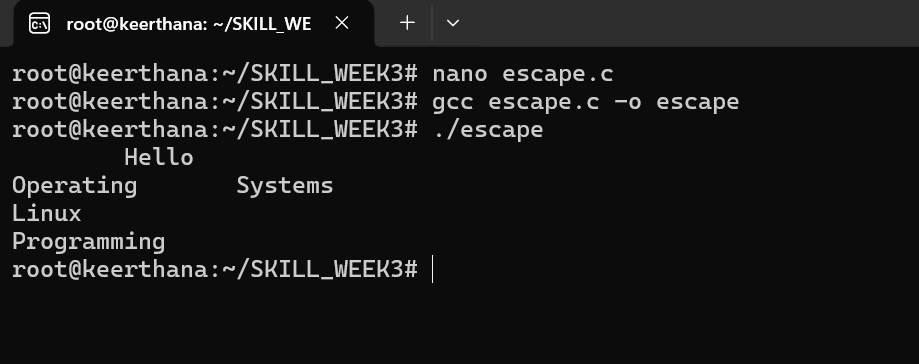 root@keerthana: ~/SKILL_WE
root@keerthana:~/SKILL_WEEK3# nano escape.c
root@keerthana:~/SKILL_WEEK3# gcc escape.c -o escape
root@keerthana:~/SKILL_WEEK3# ./escape
        Hello
Operating       Systems
Linux
Programming
root@keerthana:~/SKILL_WEEK3#